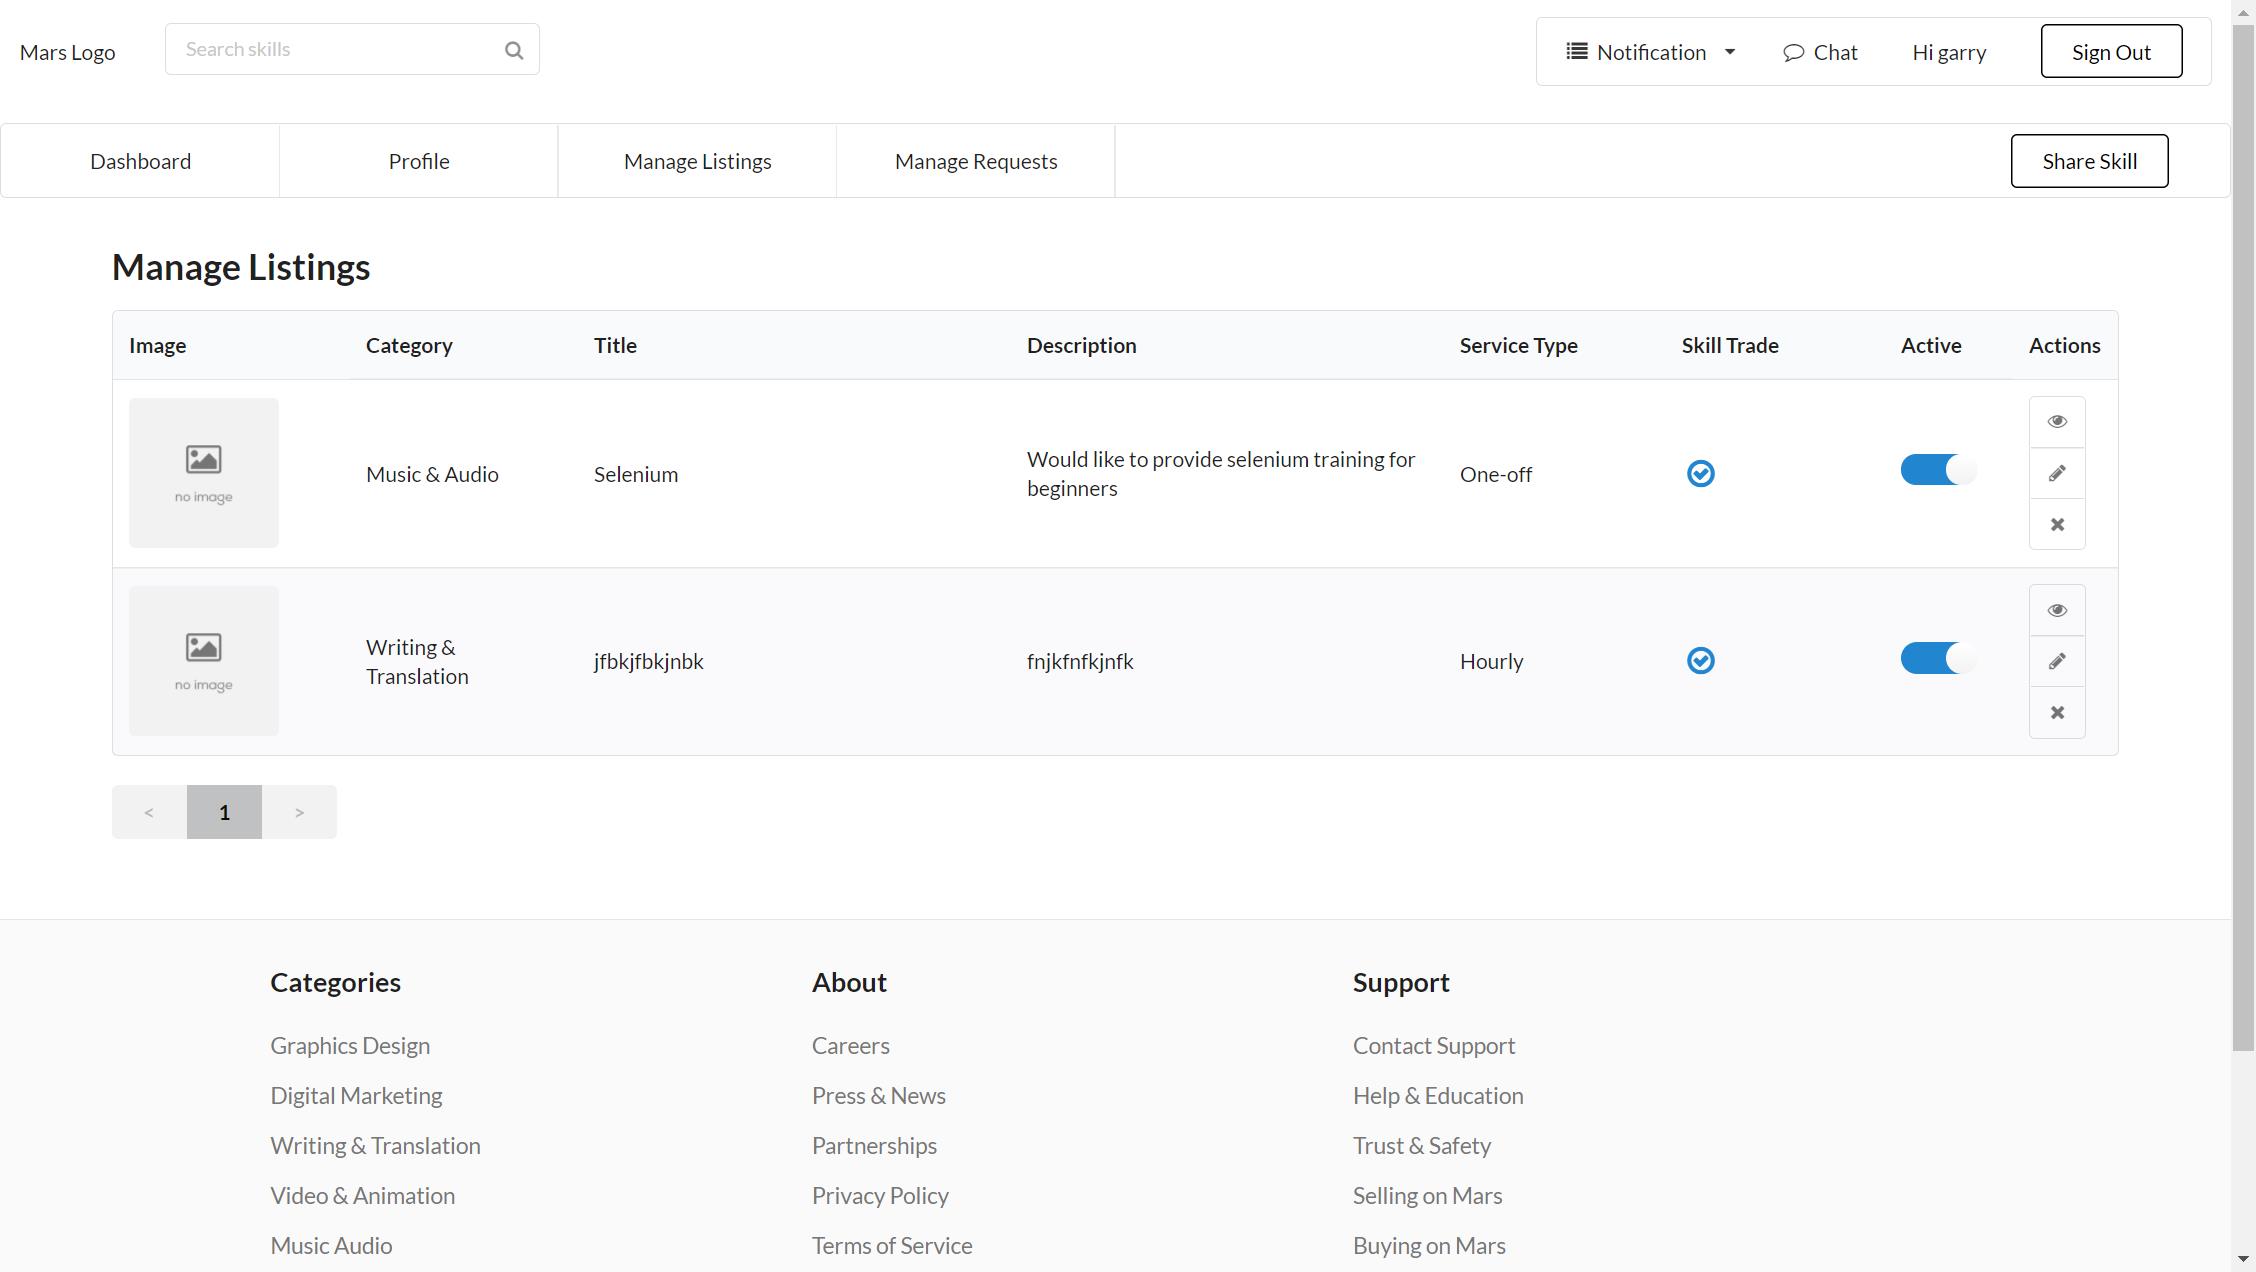 Mars Logo
Search skills
Notification
Chat
Hi garry
Sign Out
Dashboard
Profile
Manage Listings
Manage Requests
Share Skill
Manage Listings
Image
Category
Title
Description
Service Type
Skill Trade
Active
Actions
no image
Music & Audio
Selenium
Would like to provide selenium training for
beginners
One-off
no image
Writing &
Translation
jfbkjfbkjnbk
fnjkfnfkjnfk
Hourly
<
1
>
Categories
Graphics Design
Digital Marketing
Writing & Translation
Video & Animation
Music Audio
About
Careers
Press & News
Partnerships
Privacy Policy
Terms of Service
Support
Contact Support
Help & Education
Trust & Safety
Selling on Mars
Buying on Mars